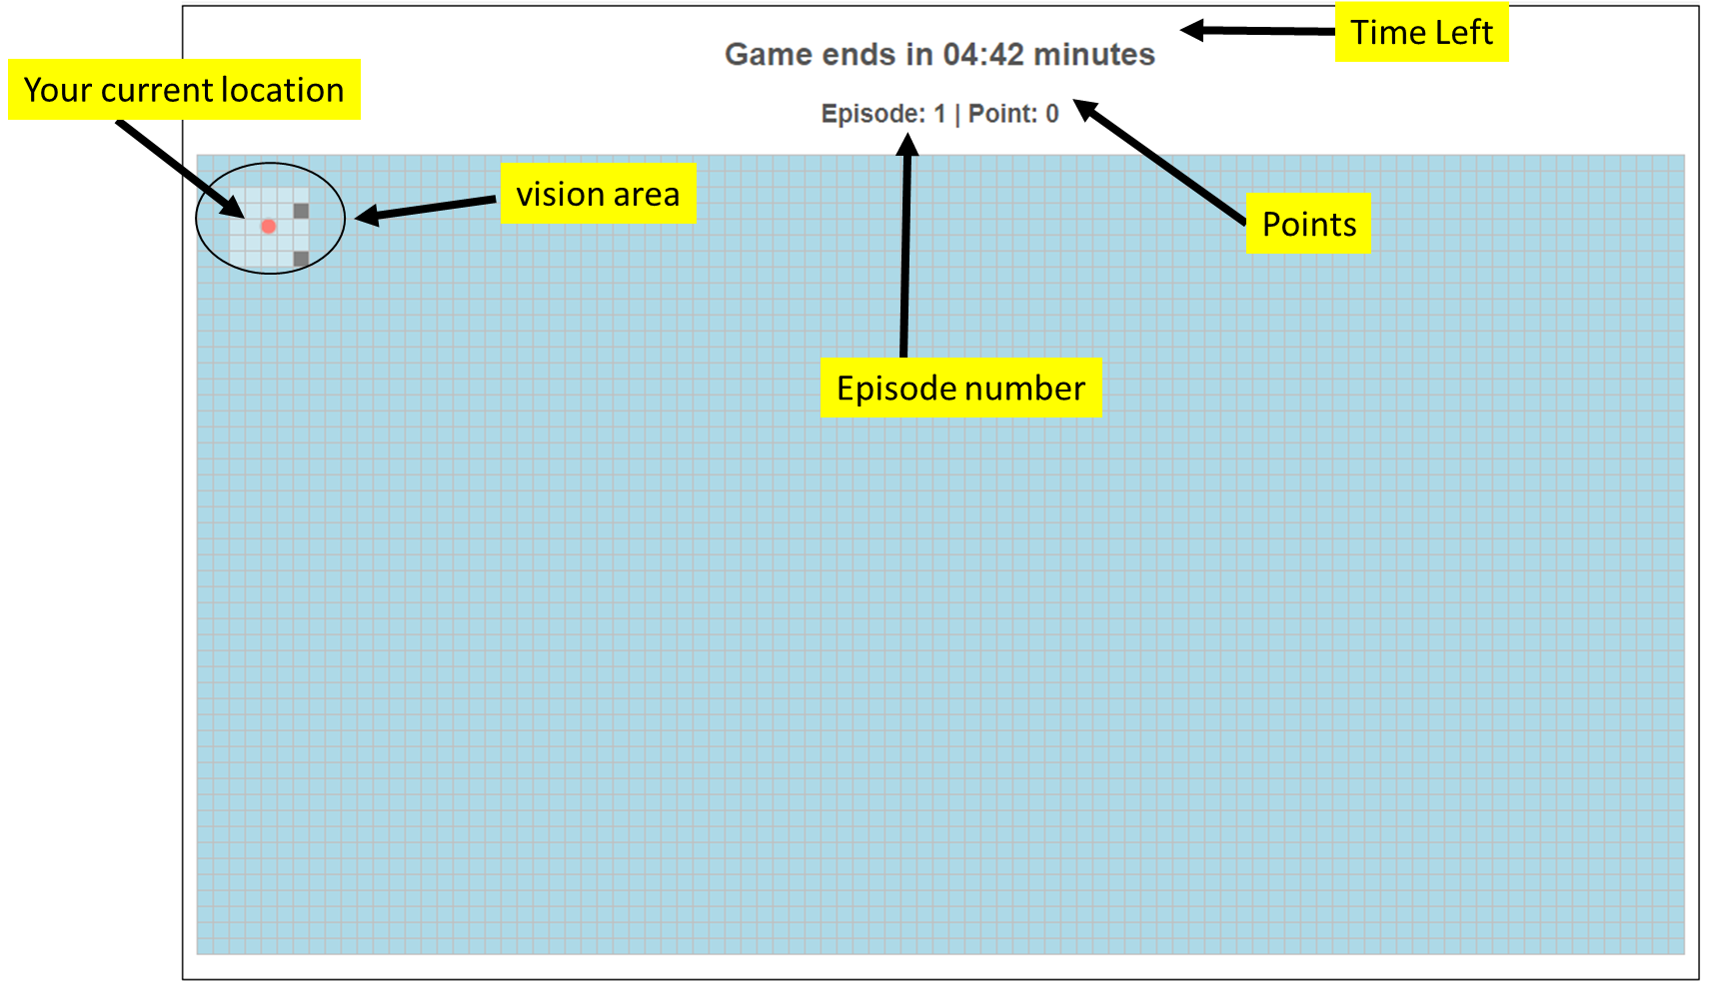 Time Left
Game ends in 04:42 minutes
Your current location
Episode: 1 | Point: 0
vision area
Points
Episode number